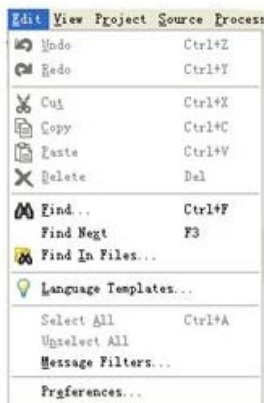 Edit View Project Source Process
Undo Ctrl+Z
Redo Ctrl+Y
Cut Ctrl+X
Copy Ctrl+C
Paste Ctrl+V
Delete Del
Find... Ctrl+F
Find Next F3
Find In Files...
Language Templates...
Select All Ctrl+A
Unselect All
Message Filters...
Preferences...